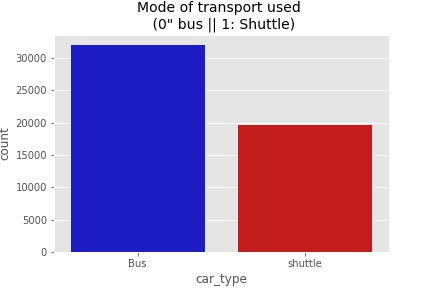 Mode of transport used
(0" bus || 1: Shuttle)
30000
25000
20000
15000
10000
5000
0
count
Bus
shuttle
car_type